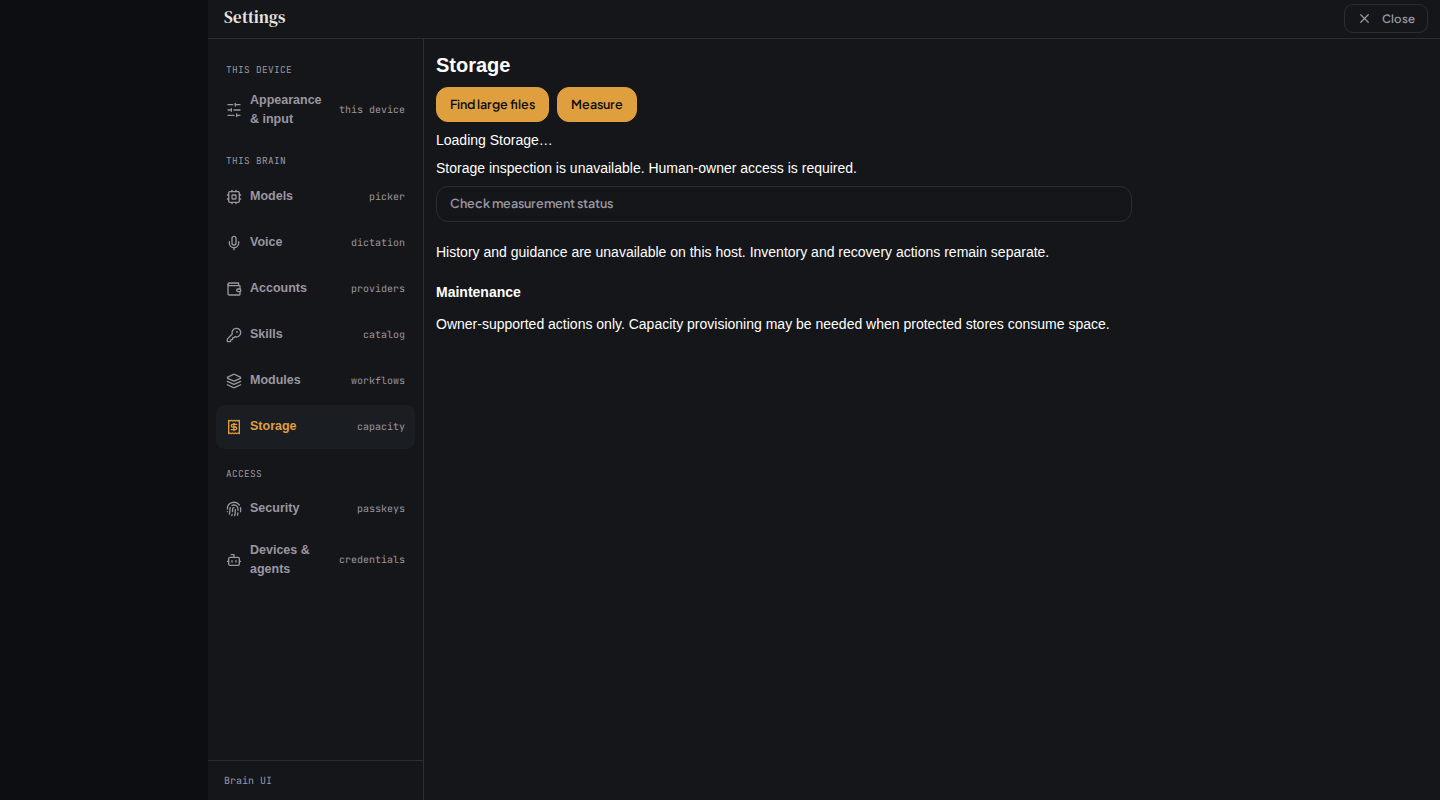 Settings
Close
THIS DEVICE
Appearance & input
this device
THIS BRAIN
Models
picker
Voice
dictation
Accounts
providers
Skills
catalog
Modules
workflows
Storage
capacity
ACCESS
Security
passkeys
Devices & agents
credentials
Brain UI
Storage
Find large files
Measure
Loading Storage…
Storage inspection is unavailable. Human-owner access is required.
Check measurement status
History and guidance are unavailable on this host. Inventory and recovery actions remain separate.
Maintenance
Owner-supported actions only. Capacity provisioning may be needed when protected stores consume space.